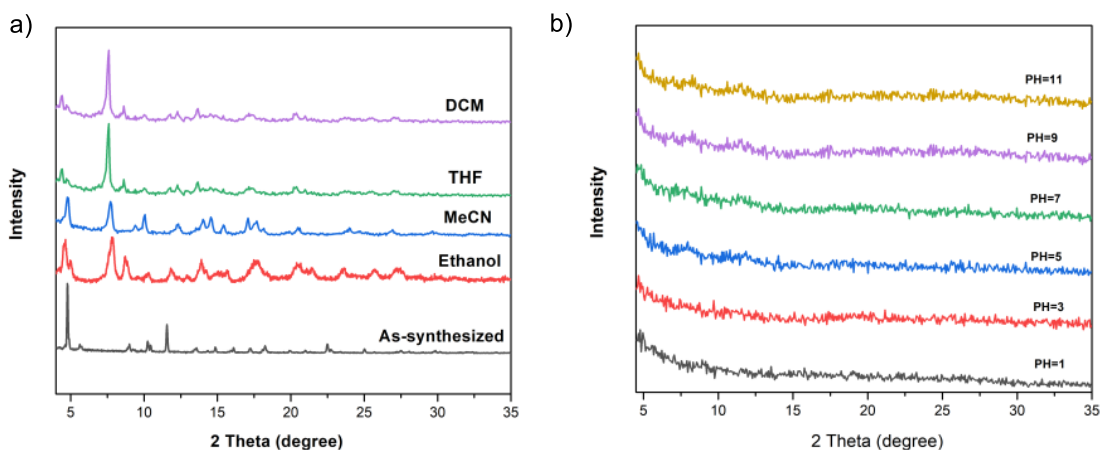 a)
DCM
THF
MeCN
Ethanol
As-synthesized
Intensity
5 10 15 20 25 30 35
2 Theta (degree)
b)
PH=11
PH=9
PH=7
PH=5
PH=3
PH=1
Intensity
5 10 15 20 25 30 35
2 Theta (degree)